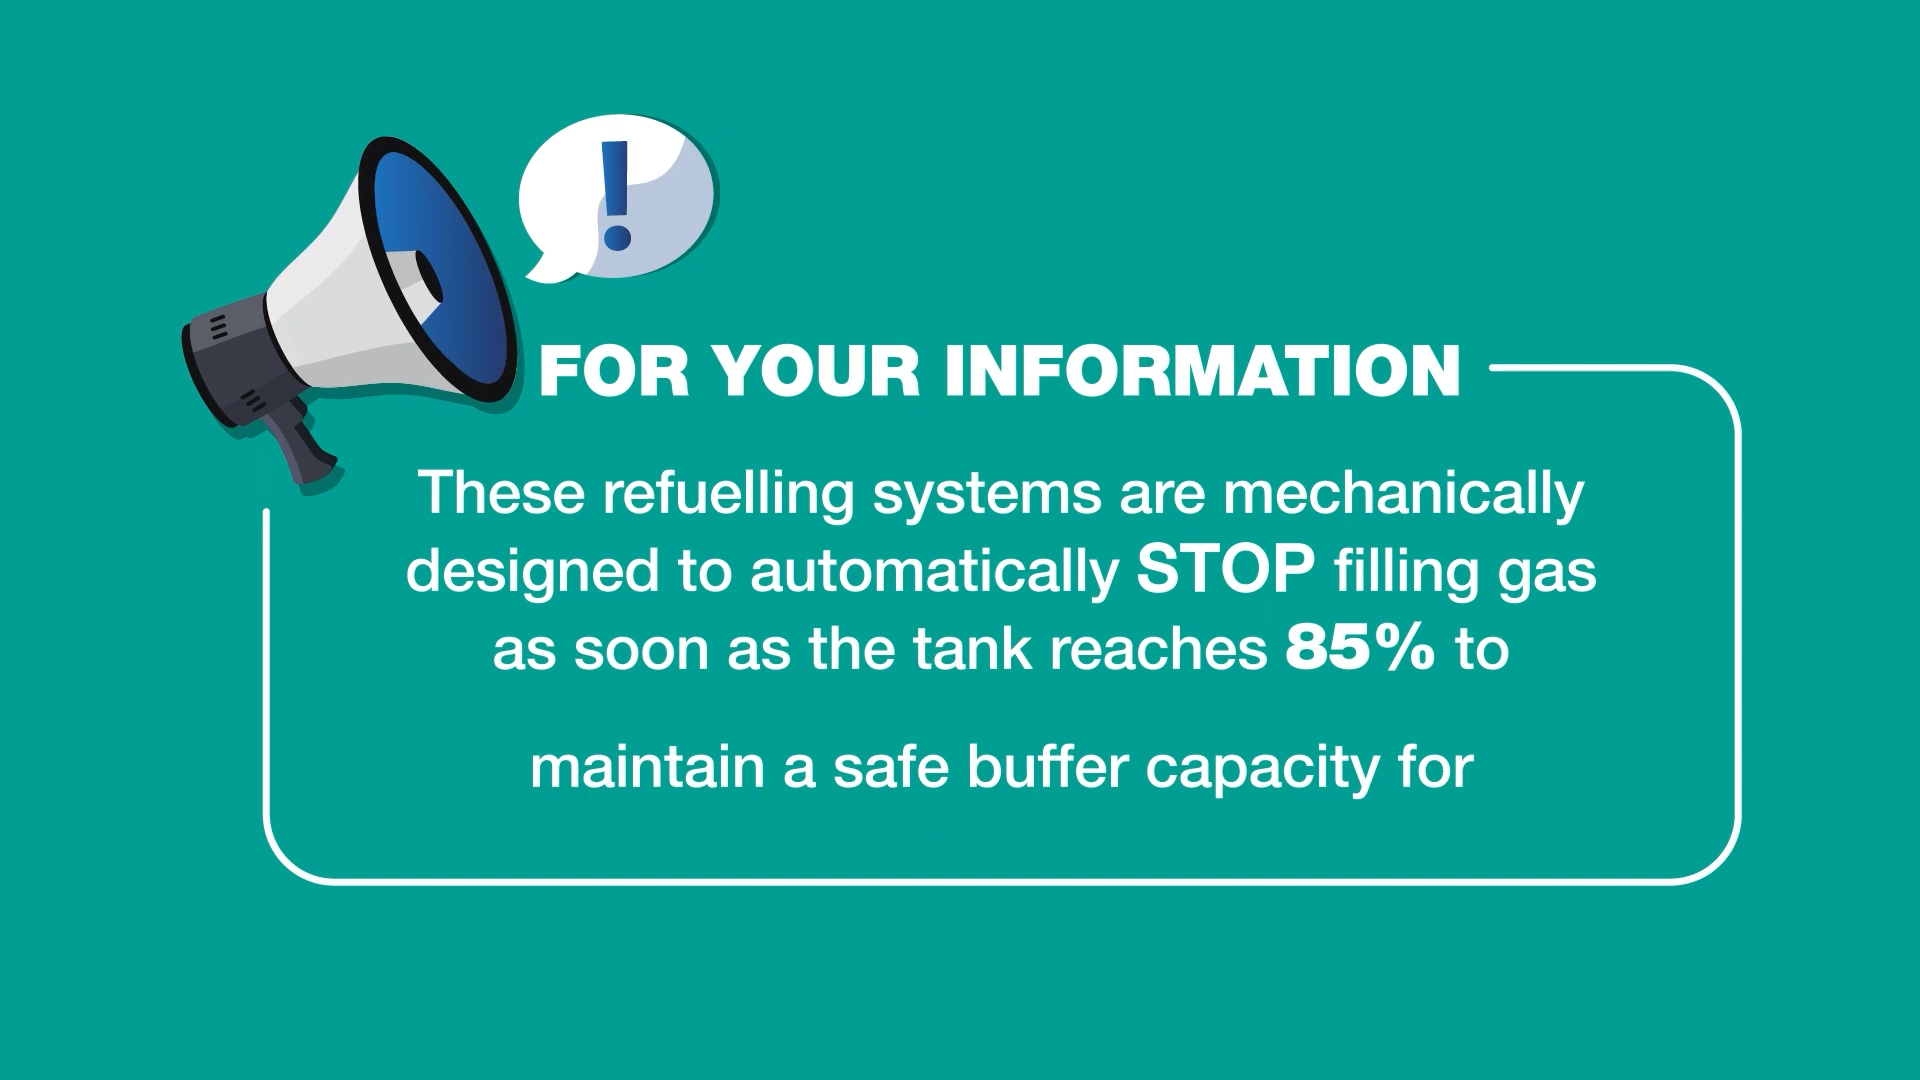 !
FOR YOUR INFORMATION
These refuelling systems are mechanically
designed to automatically STOP filling gas
as soon as the tank reaches 85% to
maintain a safe buffer capacity for